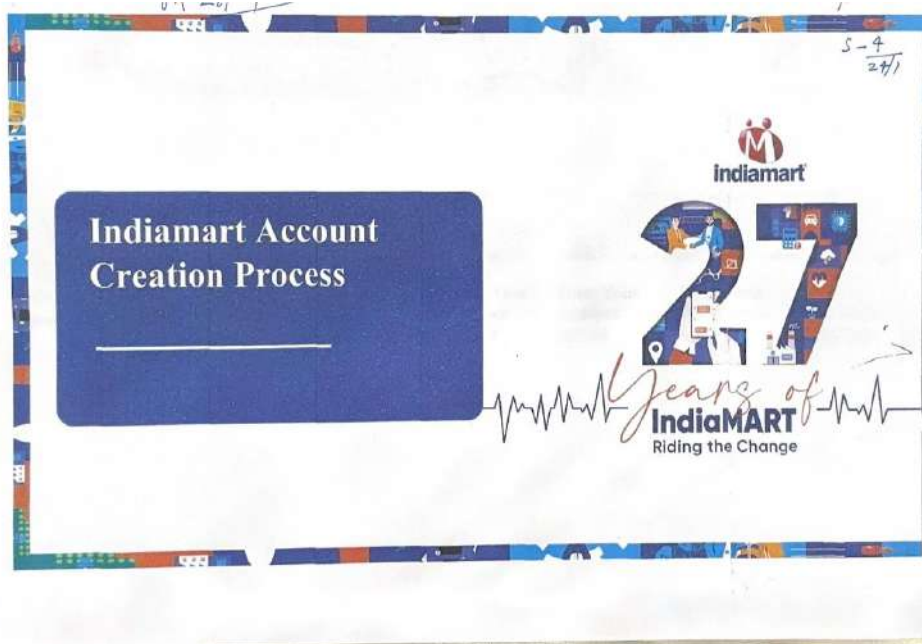 S-4
24/1
indiamart
Indiamart Account
Creation Process
27
Years of
IndiaMART
Riding the Change